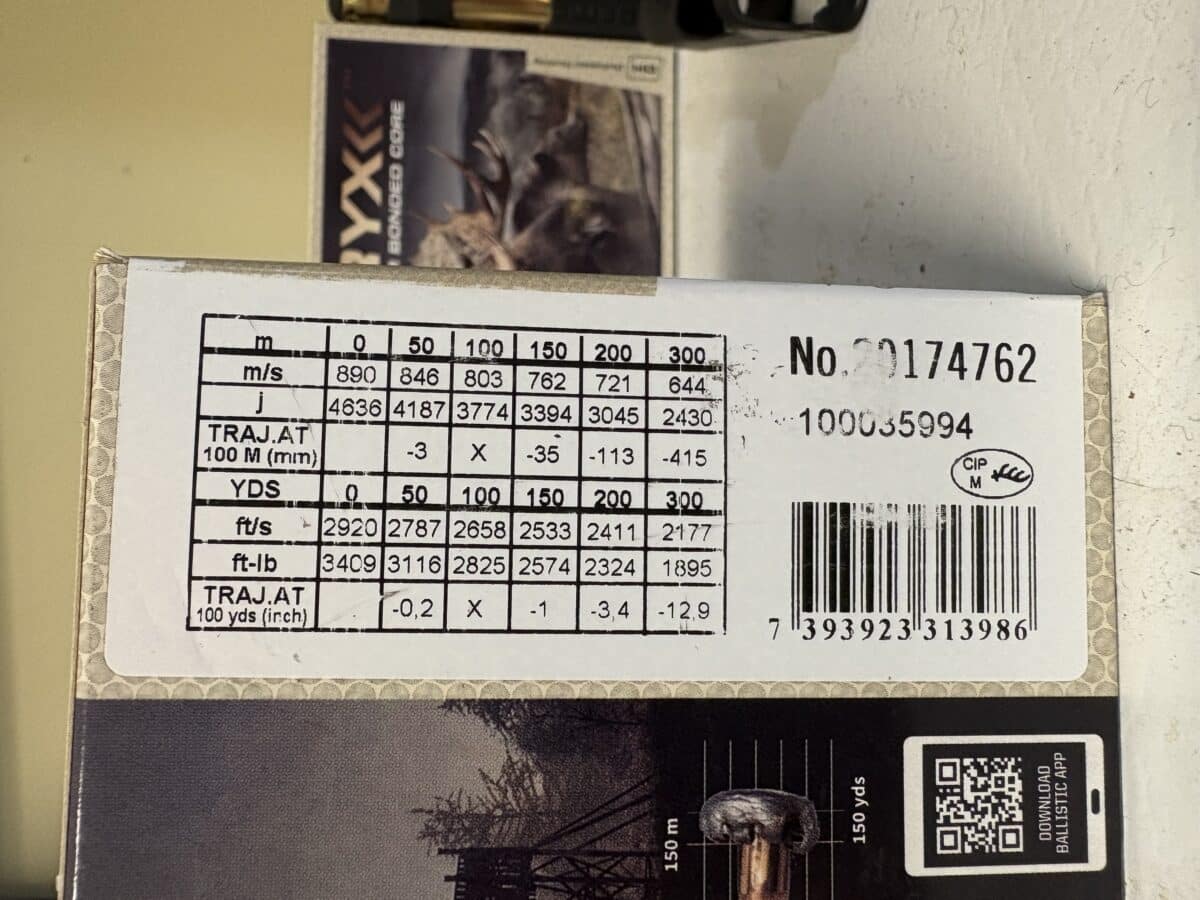 BYX
BONDED CORE
m 0 50 100 150 200 300
m/s 890 846 803 762 721 644
j 4636 4187 3774 3394 3045 2430
TRAJ.AT
100 M (mm) -3 X -35 -113 -415
YDS 0 50 100 150 200 300
ft/s 2920 2787 2658 2533 2411 2177
ft-lb 3409 3116 2825 2574 2324 1895
TRAJ.AT
100 yds (inch) -0,2 X -1 -3,4 -12,9
No. 20174762
100035994
CIP
M
7 393923 313986
150 m
150 yds
DOWNLOAD
BALLISTIC APP